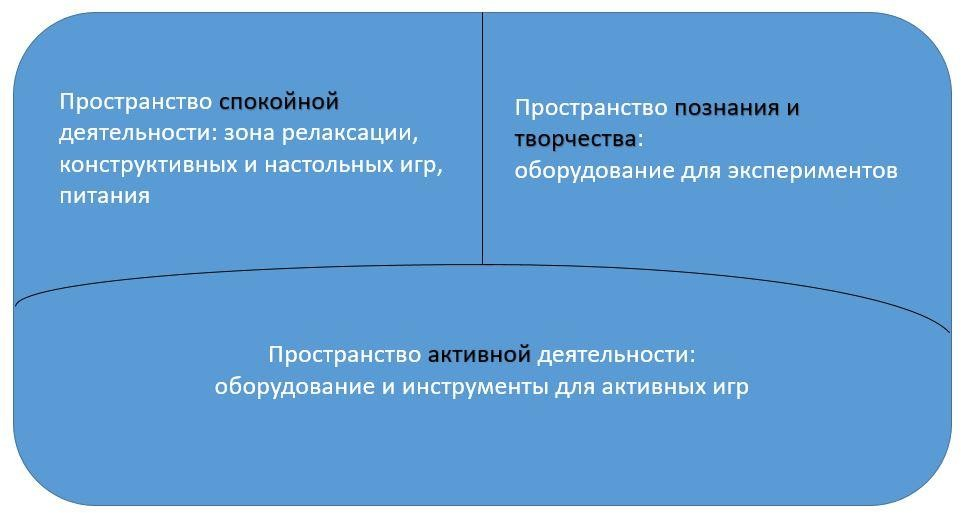 Пространство спокойной
деятельности: зона релаксации,
конструктивных и настольных игр,
питания
Пространство познания и
творчества:
оборудование для экспериментов
Пространство активной деятельности:
оборудование и инструменты для активных игр